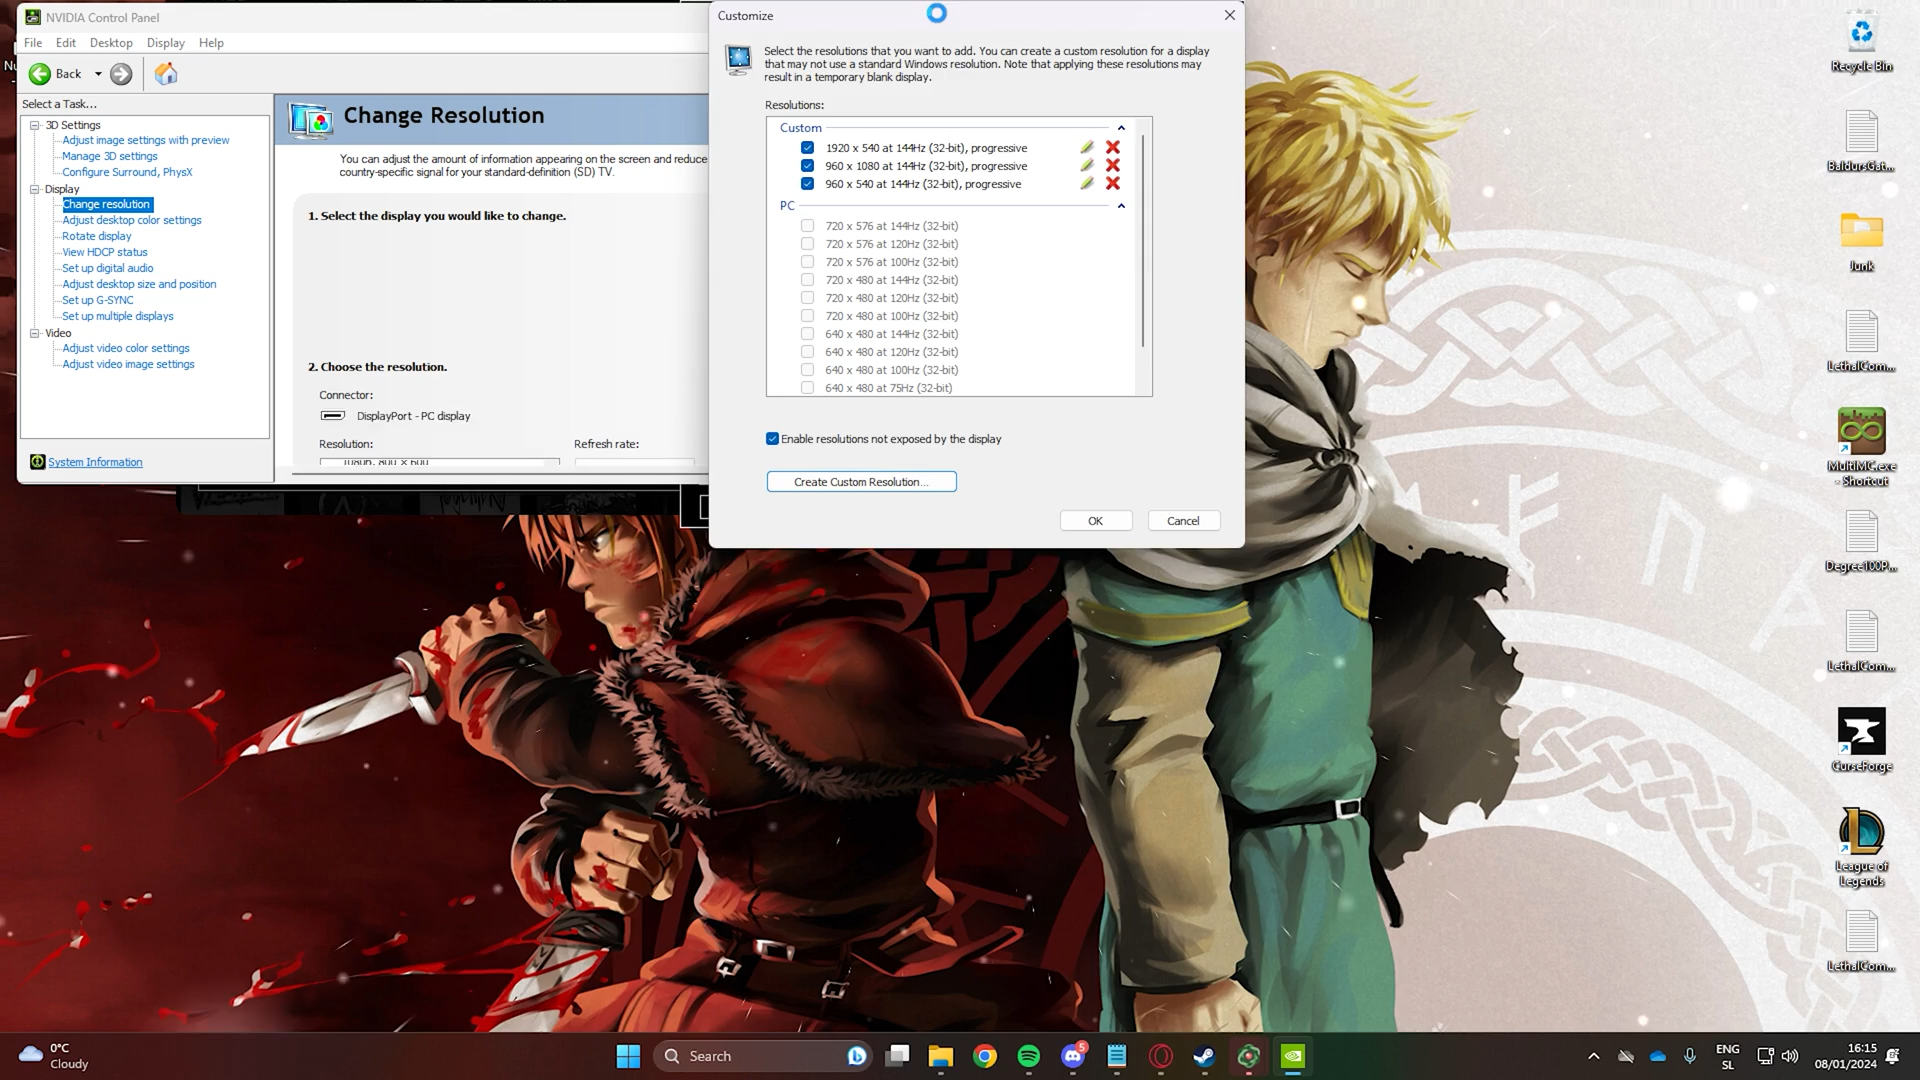 NVIDIA Control Panel
File Edit Desktop Display Help
Back
Select a Task...
3D Settings
Adjust image settings with preview
Manage 3D settings
Configure Surround, PhysX
Display
Change resolution
Adjust desktop color settings
Rotate display
View HDCP status
Set up digital audio
Adjust desktop size and position
Set up G-SYNC
Set up multiple displays
Video
Adjust video color settings
Adjust video image settings
System Information
Change Resolution
You can adjust the amount of information appearing on the screen and reduce
country-specific signal for your standard-definition (SD) TV.
1. Select the display you would like to change.
2. Choose the resolution.
Connector:
DisplayPort - PC display
Resolution:
Refresh rate:
Customize
Select the resolutions that you want to add. You can create a custom resolution for a display
that may not use a standard Windows resolution. Note that applying these resolutions may
result in a temporary blank display.
Resolutions:
Custom
1920 x 540 at 144Hz (32-bit), progressive
960 x 1080 at 144Hz (32-bit), progressive
960 x 540 at 144Hz (32-bit), progressive
PC
720 x 576 at 144Hz (32-bit)
720 x 576 at 120Hz (32-bit)
720 x 576 at 100Hz (32-bit)
720 x 480 at 144Hz (32-bit)
720 x 480 at 120Hz (32-bit)
720 x 480 at 100Hz (32-bit)
640 x 480 at 144Hz (32-bit)
640 x 480 at 120Hz (32-bit)
640 x 480 at 100Hz (32-bit)
640 x 480 at 75Hz (32-bit)
Enable resolutions not exposed by the display
Create Custom Resolution...
OK
Cancel
Recycle Bin
BaldursGat...
Junk
LethalCom...
MultiMC.exe
- Shortcut
Degree100P...
LethalCom...
CurseForge
League of
Legends
LethalCom...
0°C
Cloudy
Search
5
ENG
SL
16:15
08/01/2024